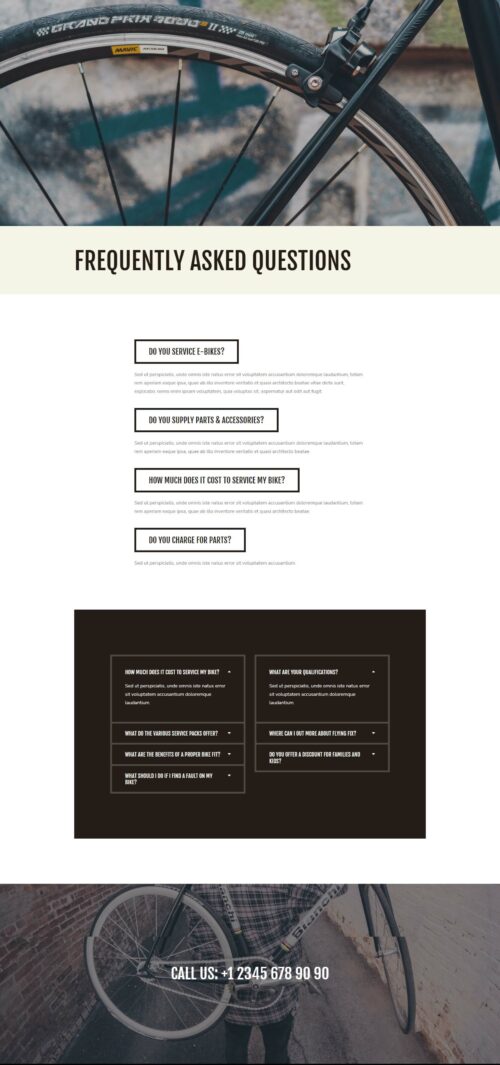 GRAND PRIX 4000 S II
MAVIC
FREQUENTLY ASKED QUESTIONS
DO YOU SERVICE E-BIKES?
Sed ut perspiciatis, unde omnis iste natus error sit voluptatem accusantium doloremque laudantium, totam
rem aperiam eaque ipsa, quae ab illo inventore veritatis et quasi architecto beatae vitae dicta sunt,
explicabo, nemo enim ipsam voluptatem, quia voluptas sit, aspernatur aut odit aut fugit
DO YOU SUPPLY PARTS & ACCESSORIES?
Sed ut perspiciatis, unde omnis iste natus error sit voluptatem accusantium doloremque laudantium, totam
rem aperiam eaque ipsa, quae ab illo inventore veritatis et quasi architecto beatae
HOW MUCH DOES IT COST TO SERVICE MY BIKE?
Sed ut perspiciatis, unde omnis iste natus error sit voluptatem accusantium doloremque laudantium, totam
rem aperiam eaque ipsa, quae ab illo inventore veritatis et quasi architecto beatae
DO YOU CHARGE FOR PARTS?
Sed ut perspiciatis, unde omnis iste natus error sit voluptatem accusantium
HOW MUCH DOES IT COST TO SERVICE MY BIKE?
Sed ut perspiciatis, unde omnis iste natus error
sit voluptatem accusantium doloremque
laudantium
WHAT DO THE VARIOUS SERVICE PACKS OFFER?
WHAT ARE THE BENEFITS OF A PROPER BIKE FIT?
WHAT SHOULD I DO IF I FIND A FAULT ON MY
BIKE?
WHAT ARE YOUR QUALIFICATIONS?
Sed ut perspiciatis, unde omnis iste natus error
sit voluptatem accusantium doloremque
laudantium
WHERE CAN I OUT MORE ABOUT FLYING FIX?
DO YOU OFFER A DISCOUNT FOR FAMILIES AND
KIDS?
Bianchi
CALL US: +1 2345 678 90 90